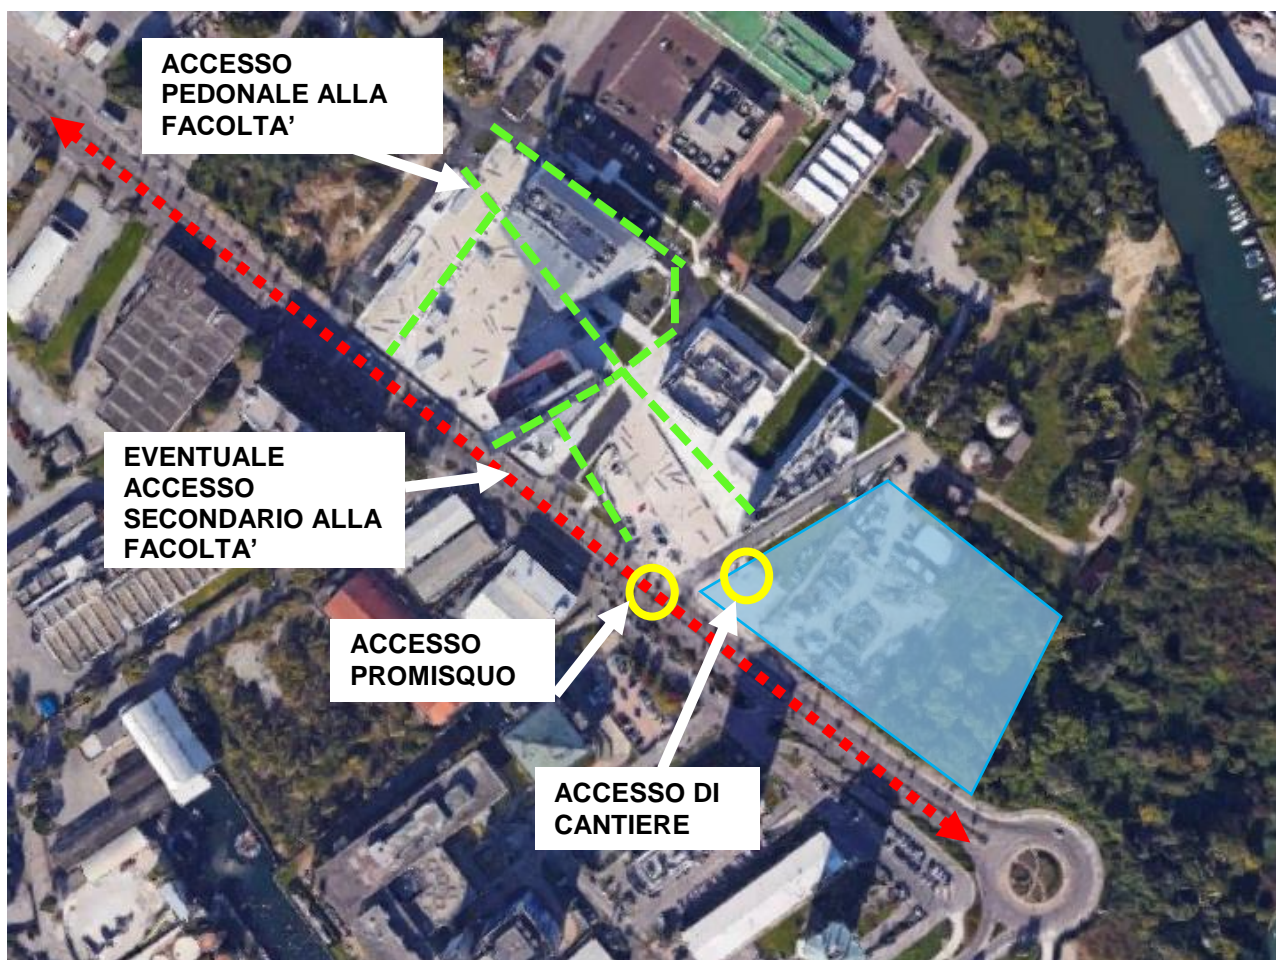 ACCESSO
PEDONALE ALLA
FACOLTA’
EVENTUALE
ACCESSO
SECONDARIO ALLA
FACOLTA’
ACCESSO
PROMISQUO
ACCESSO DI
CANTIERE